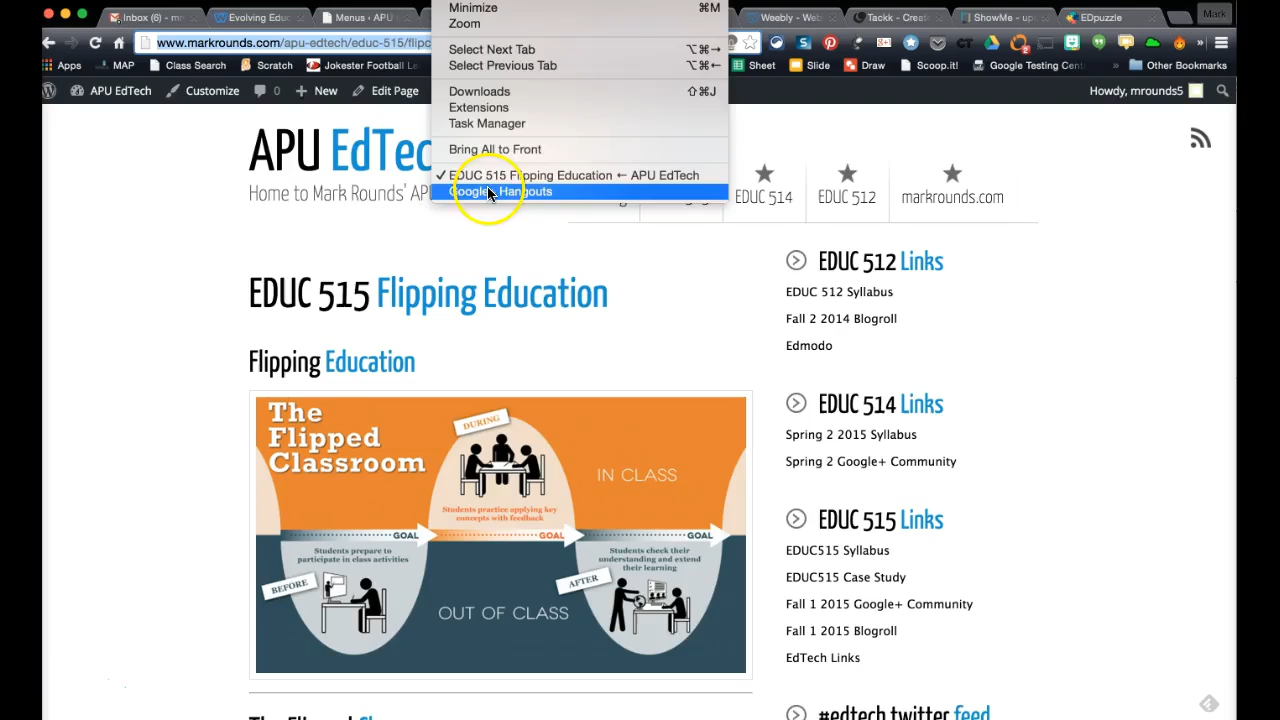 Inbox (6) - mr
Evolving Educ
Menus ‹ APU
Weebly - Web
Tackk - Create
ShowMe - up
EDpuzzle
Mark
www.markrounds.com/apu-edtech/educ-515/flipc
Apps
MAP
Class Search
Scratch
Jokester Football Le
Sheet
Slide
Draw
Scoop.it!
Google Testing Cent
»
Other Bookmarks
APU EdTech
Customize
0
New
Edit Page
Howdy, mrounds5
Minimize ⌘M
Zoom
Select Next Tab ⌥⌘→
Select Previous Tab ⌥⌘←
Downloads ⇧⌘J
Extensions
Task Manager
Bring All to Front
✓ EDUC 515 Flipping Education ← APU EdTech
Google Hangouts
APU EdTec
Home to Mark Rounds' AP
EDUC 514
EDUC 512
markrounds.com
EDUC 515 Flipping Education
Flipping Education
The
Flipped
Classroom
DURING
IN CLASS
Students practice applying key
concepts with feedback
GOAL
GOAL
GOAL
Students prepare to
participate in class activities
Students check their
understanding and extend
their learning
BEFORE
AFTER
OUT OF CLASS
EDUC 512 Links
EDUC 512 Syllabus
Fall 2 2014 Blogroll
Edmodo
EDUC 514 Links
Spring 2 2015 Syllabus
Spring 2 Google+ Community
EDUC 515 Links
EDUC515 Syllabus
EDUC515 Case Study
Fall 1 2015 Google+ Community
Fall 1 2015 Blogroll
EdTech Links
#edtech twitter feed